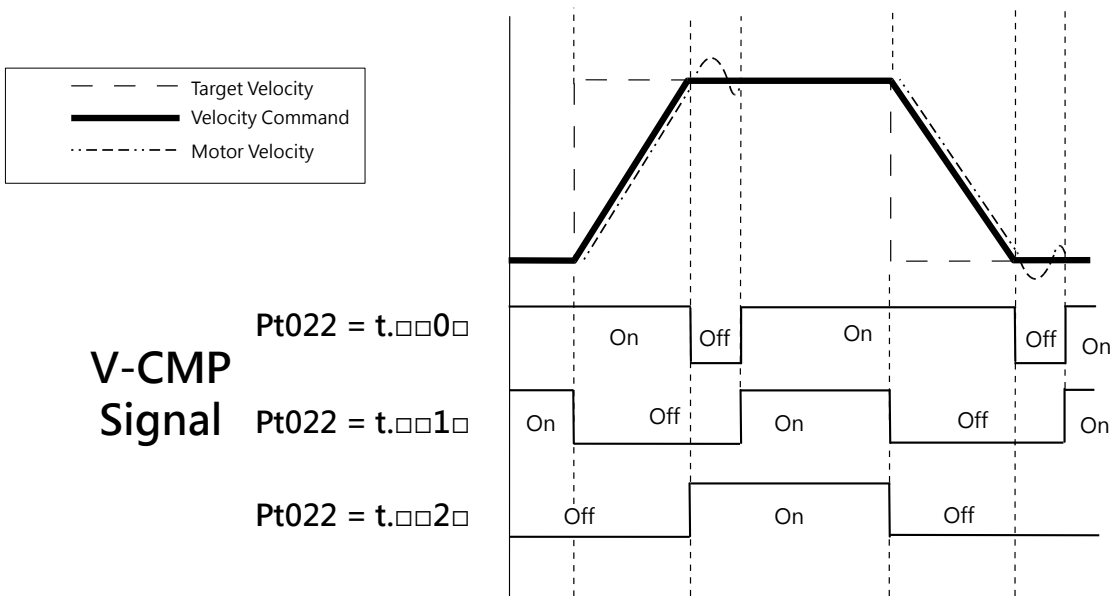 Target Velocity
Velocity Command
Motor Velocity
V-CMP
Signal
Pt022 = t.□□0□
On
Off
On
Off
On
Pt022 = t.□□1□
On
Off
On
Off
On
Pt022 = t.□□2□
Off
On
Off